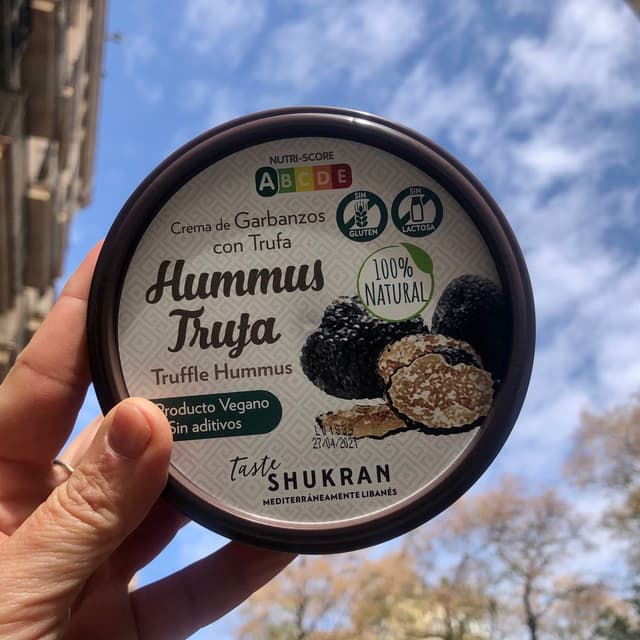 NUTRI-SCORE
A B C D E
Crema de Garbanzos
con Trufa
SIN
GLUTEN
SIN
LACTOSA
Hummus
Trufa
100%
NATURAL
Truffle Hummus
Producto Vegano
Sin aditivos
27/04/2021
taste
SHUKRAN
MEDITERRÁNEAMENTE LIBANÉS